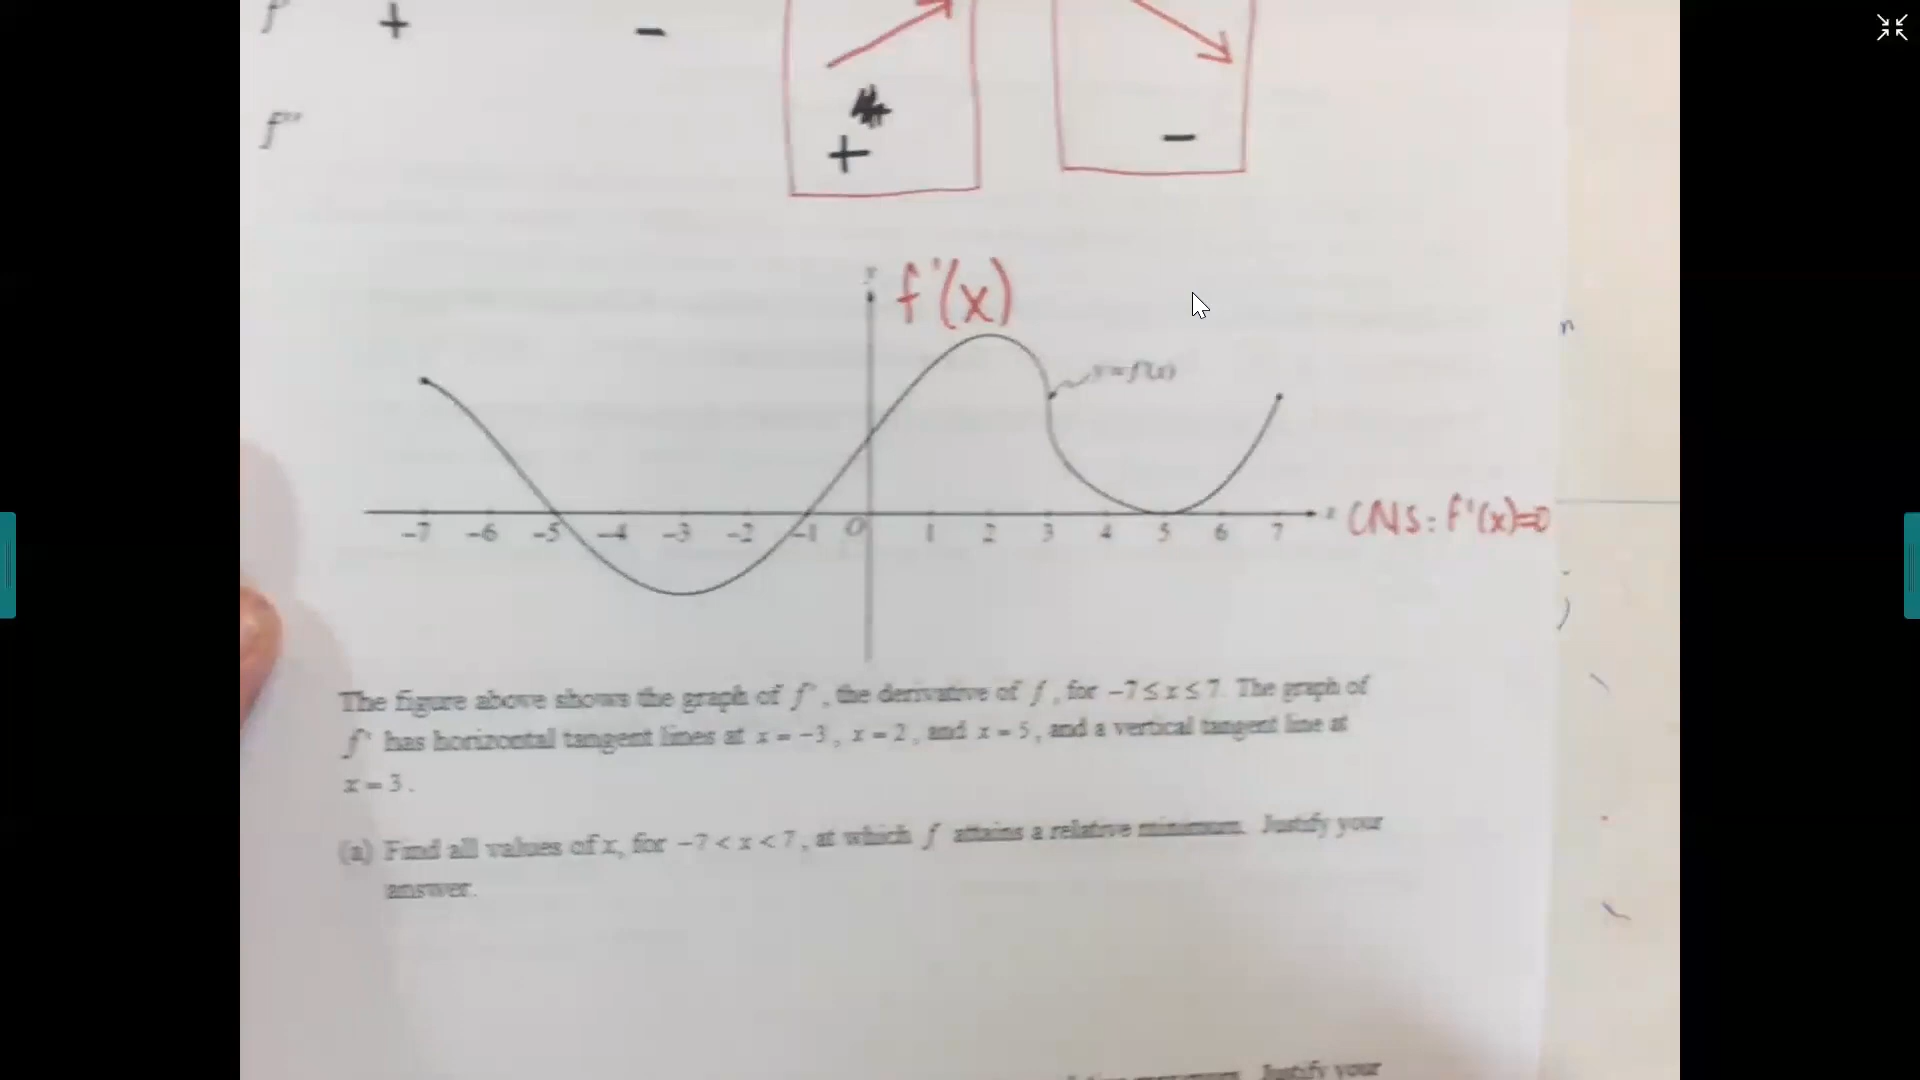 f' + -
f''
+ -
y f'(x)
y = f'(x)
-7 -6 -5 -4 -3 -2 -1 O 1 2 3 4 5 6 7 x CNS: f'(x)=0
The figure above shows the graph of f', the derivative of f, for -7 ≤ x ≤ 7. The graph of
f' has horizontal tangent lines at x = -3, x = 2, and x = 5, and a vertical tangent line at
x = 3.
(a) Find all values of x, for -7 < x < 7, at which f attains a relative minimum. Justify your
answer.
Justify your